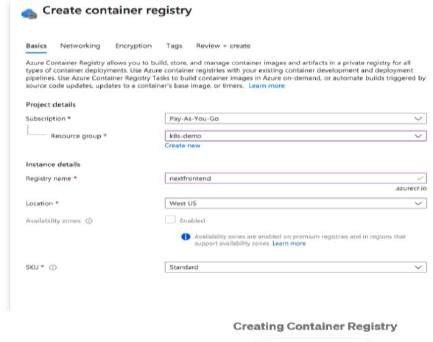 Create container registry
Basics Networking Encryption Tags Review + create
Azure Container Registry allows you to build, store, and manage container images and artifacts in a private registry for all
types of container deployments. Use Azure container registries with your existing container development and deployment
pipelines. Use Azure Container Registry Tasks to build container images in Azure on-demand, or automate builds triggered by
source code updates, updates to a container's base image, or timers. Learn more
Project details
Subscription * Pay-As-You-Go
Resource group * k8s-demo
Create new
Instance details
Registry name * nextfrontend
.azurecr.io
Location * West US
Availability zones Enabled
Availability zones are enabled on premium registries and in regions that
support availability zones. Learn more
SKU * Standard
Creating Container Registry